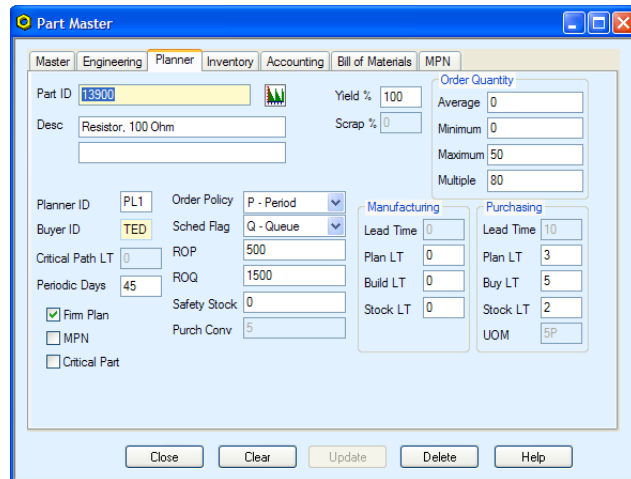 Part Master
Master Engineering Planner Inventory Accounting Bill of Materials MPN
Part ID 13900
Desc Resistor, 100 Ohm
Yield % 100
Scrap % 0
Order Quantity
Average 0
Minimum 0
Maximum 50
Multiple 80
Planner ID PL1
Buyer ID TED
Critical Path LT 0
Periodic Days 45
Firm Plan
MPN
Critical Part
Order Policy P - Period
Sched Flag Q - Queue
ROP 500
ROQ 1500
Safety Stock 0
Purch Conv 5
Manufacturing
Lead Time 0
Plan LT 0
Build LT 0
Stock LT 0
Purchasing
Lead Time 10
Plan LT 3
Buy LT 5
Stock LT 2
UOM 5P
Close Clear Update Delete Help